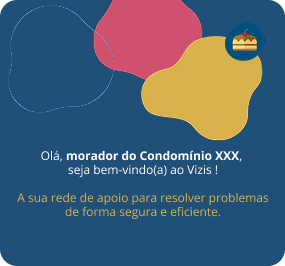 Olá, morador do Condomínio XXX,
seja bem-vindo(a) ao Vizis !
A sua rede de apoio para resolver problemas
de forma segura e eficiente.